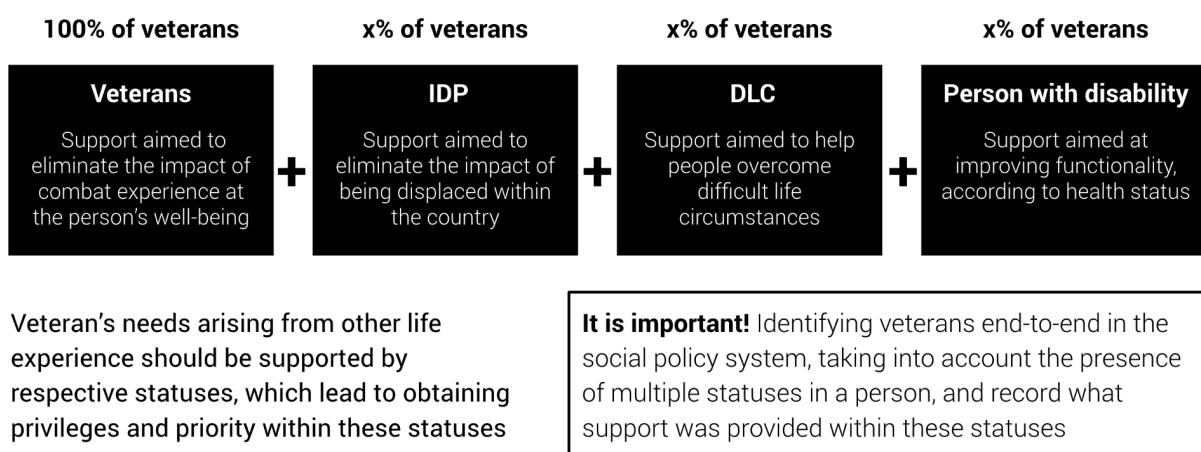 100% of veterans
x% of veterans
x% of veterans
x% of veterans
Veterans
Support aimed to
eliminate the impact of
combat experience at
the person's well-being
+
IDP
Support aimed to
eliminate the impact of
being displaced within
the country
+
DLC
Support aimed to help
people overcome
difficult life
circumstances
+
Person with disability
Support aimed at
improving functionality,
according to health status
Veteran's needs arising from other life
experience should be supported by
respective statuses, which lead to obtaining
privileges and priority within these statuses
It is important! Identifying veterans end-to-end in the
social policy system, taking into account the presence
of multiple statuses in a person, and record what
support was provided within these statuses